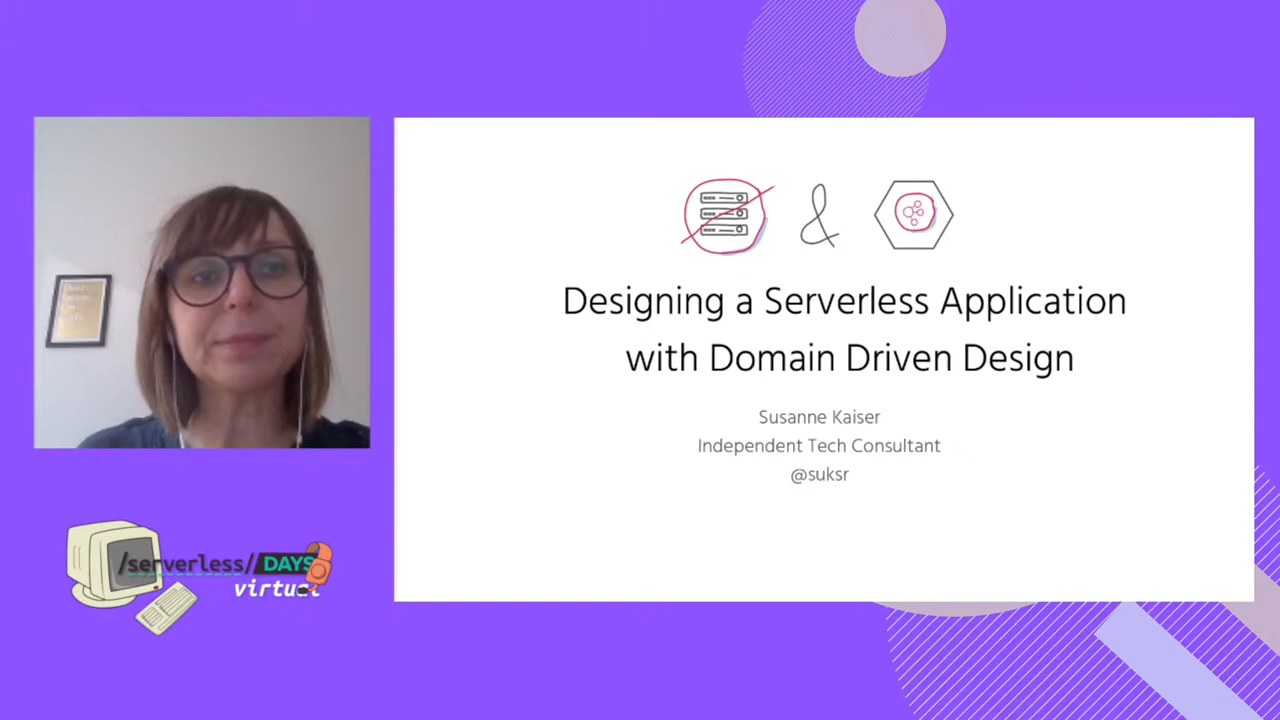 &
Designing a Serverless Application
with Domain Driven Design
Susanne Kaiser
Independent Tech Consultant
@suksr
/serverless/DAYS
virtual